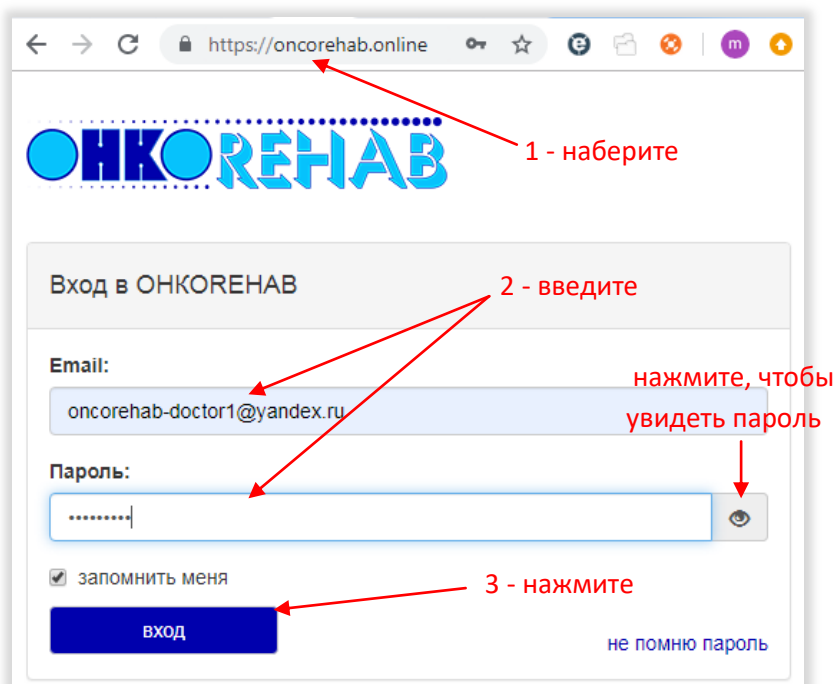 https://oncorehab.online
m
ОНКОREHAB
1 - наберите
Вход в ОНКОREHAB
2 - введите
Email:
нажмите, чтобы
увидеть пароль
oncorehab-doctor1@yandex.ru
Пароль:
•••••••••
запомнить меня
3 - нажмите
вход
не помню пароль